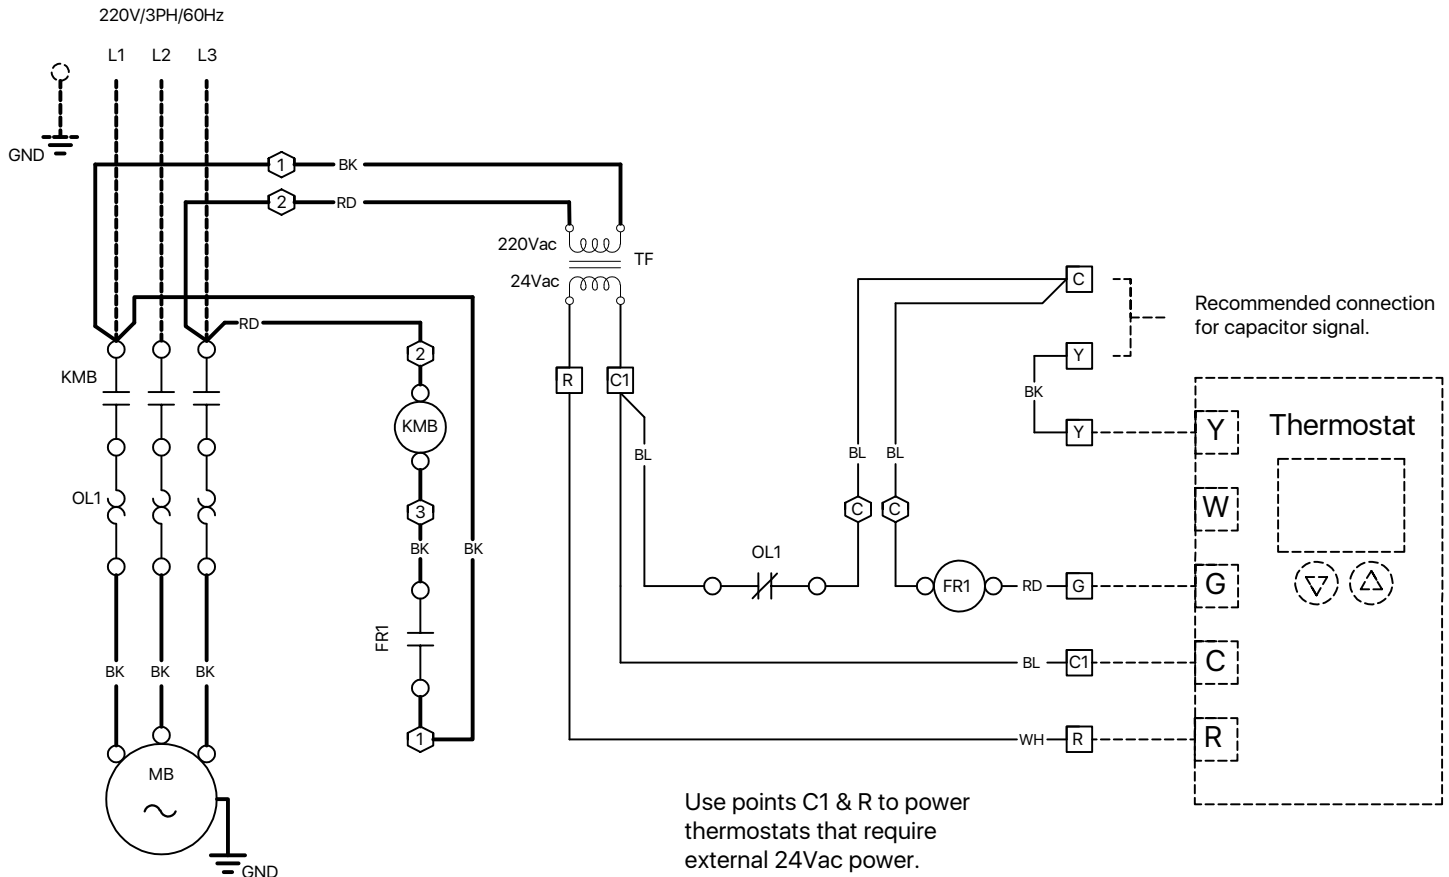 220V/3PH/60Hz
L1 L2 L3
GND
1 BK
2 RD
220Vac
TF
24Vac
C
Recommended connection
for capacitor signal.
RD
2
Y
KMB
R C1
BK
KMB
Y
Y
Thermostat
BL
BL BL
OL1
3
C C
W
BK BK
OL1
FR1
RD
G
G
FR1
BK BK BK
BL
C1
C
1
WH
R
R
MB
Use points C1 & R to power
thermostats that require
external 24Vac power.
GND